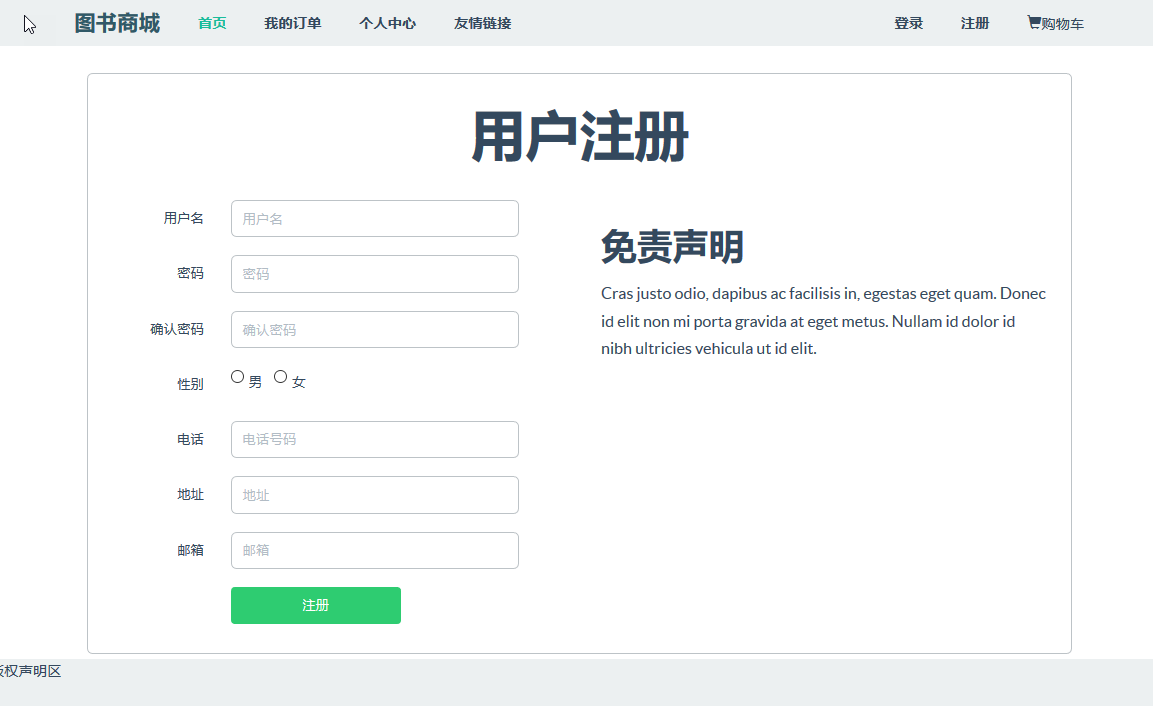 图书商城 首页 我的订单 个人中心 友情链接 登录 注册 购物车
用户注册
用户名 用户名
密码 密码
确认密码 确认密码
性别 男 女
电话 电话号码
地址 地址
邮箱 邮箱
注册
免责声明
Cras justo odio, dapibus ac facilisis in, egestas eget quam. Donec
id elit non mi porta gravida at eget metus. Nullam id dolor id
nibh ultricies vehicula ut id elit.
版权声明区